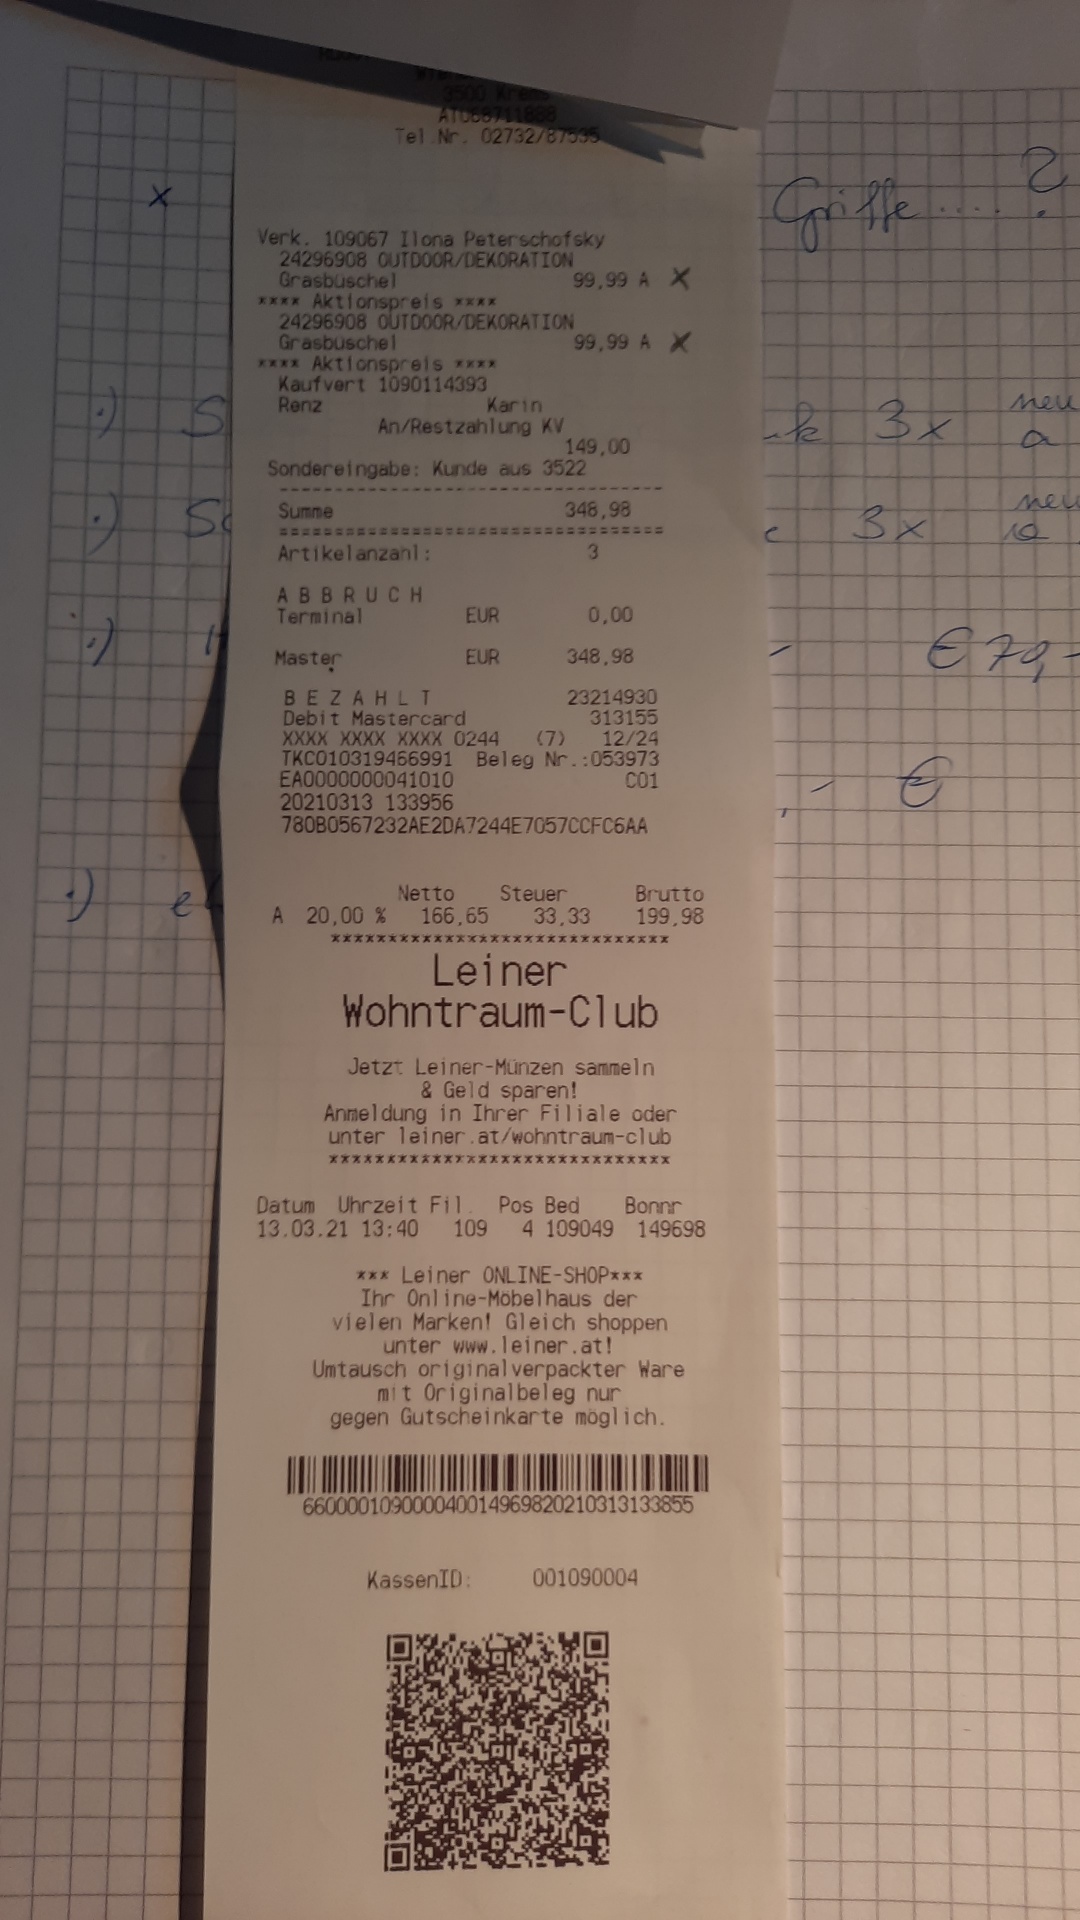 3500 Krems
ATU68711888
Tel.Nr. 02732/87535
x
Griffe .... ?
Verk. 109067 Ilona Peterschofsky
24296908 OUTDOOR/DEKORATION
Grasbüschel 99,99 A X
**** Aktionspreis ****
24296908 OUTDOOR/DEKORATION
Grasbüschel 99,99 A X
**** Aktionspreis ****
Kaufvert 1090114393
Renz Karin
An/Restzahlung KV
149,00
Sondereingabe: Kunde aus 3522
--------------------------------------
Summe 348,98
======================================
Artikelanzahl: 3
A B B R U C H
Terminal EUR 0,00
Master EUR 348,98
B E Z A H L T 23214930
Debit Mastercard 313155
XXXX XXXX XXXX 0244 (7) 12/24
TKC010319466991 Beleg Nr.:053973
EA0000000041010 C01
20210313 133956
780B0567232AE2DA7244E7057CCFC6AA
Netto Steuer Brutto
A 20,00 % 166,65 33,33 199,98
******************************
Leiner
Wohntraum-Club
Jetzt Leiner-Münzen sammeln
& Geld sparen!
Anmeldung in Ihrer Filiale oder
unter leiner.at/wohntraum-club
******************************
Datum Uhrzeit Fil. Pos Bed Bonnr
13.03.21 13:40 109 4 109049 149698
*** Leiner ONLINE-SHOP***
Ihr Online-Möbelhaus der
vielen Marken! Gleich shoppen
unter www.leiner.at!
Umtausch originalverpackter Ware
mit Originalbeleg nur
gegen Gutscheinkarte möglich.
660000109000040014969820210313133855
KassenID: 001090004
3x neu
3x neu
€ 79,-
€